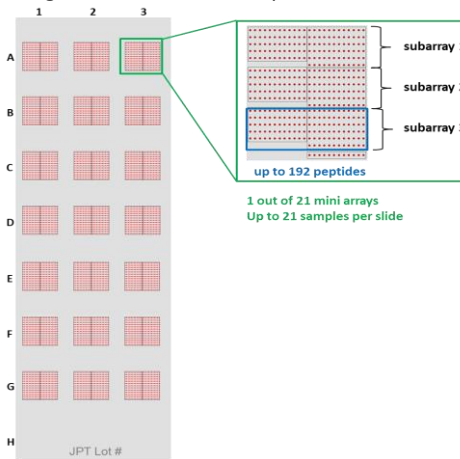 1 2 3
A
B
C
D
E
F
G
H
JPT Lot #
subarray
subarray
subarray
up to 192 peptides
1 out of 21 mini arrays
Up to 21 samples per slide